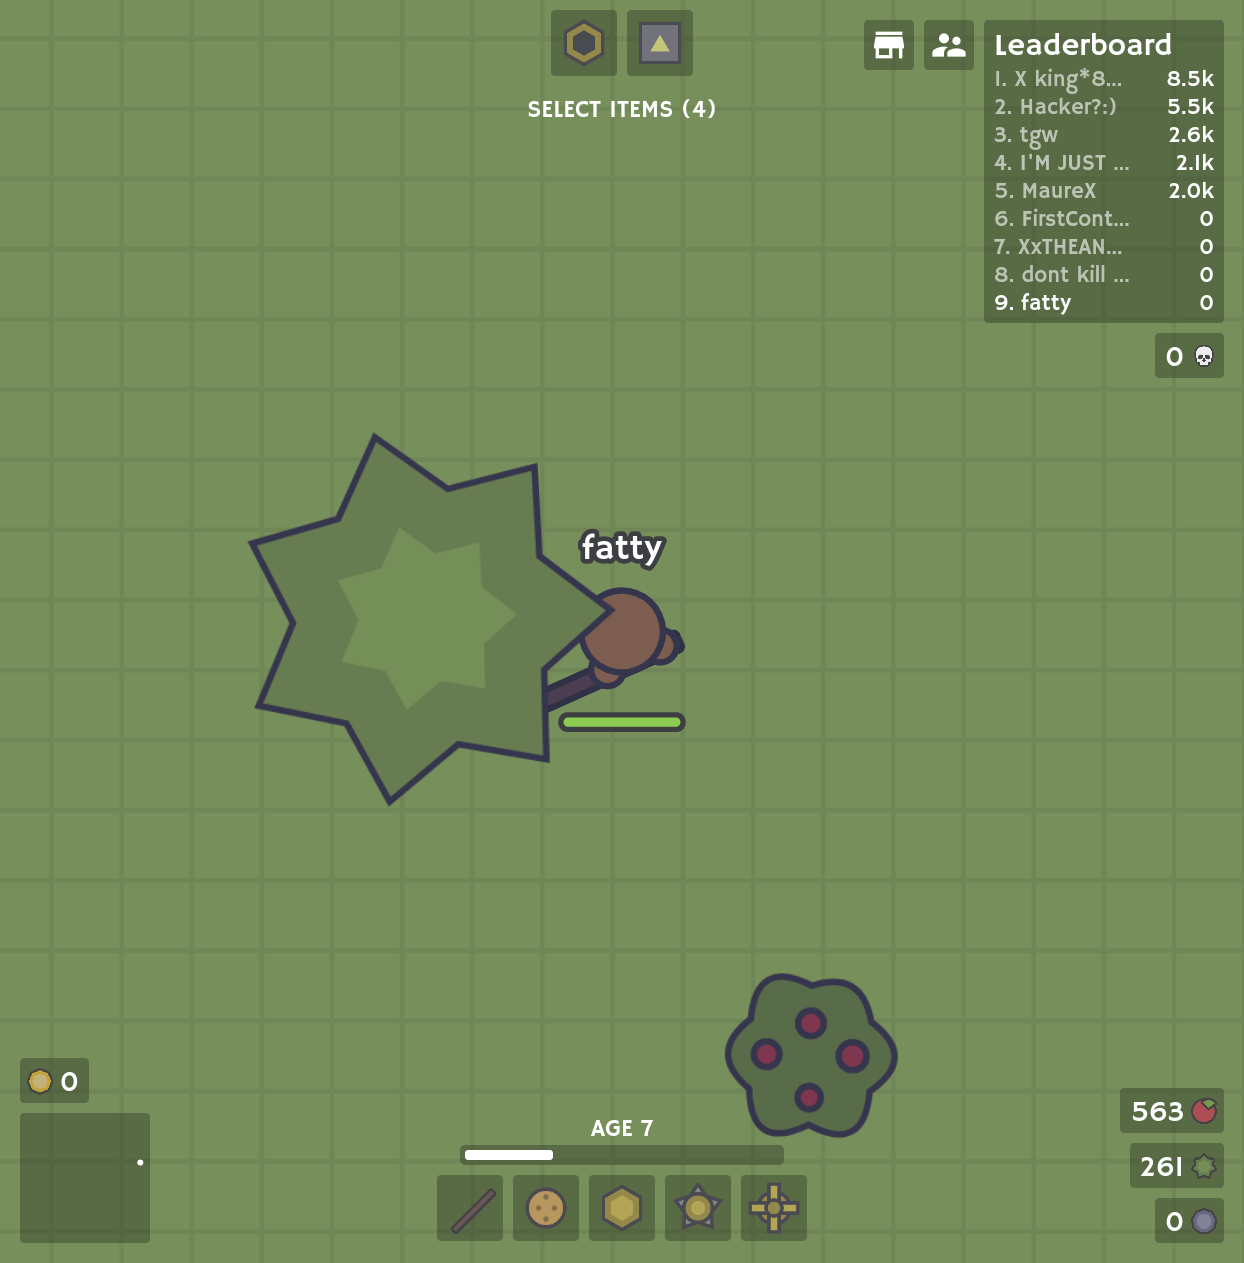 SELECT ITEMS (4)
Leaderboard
1. X king*8... 8.5k
2. Hacker?:) 5.5k
3. tgw 2.6k
4. I'M JUST ... 2.1k
5. MaureX 2.0k
6. FirstCont... 0
7. XxTHEAN... 0
8. dont kill ... 0
9. fatty 0
0
fatty
0
AGE 7
563
261
0